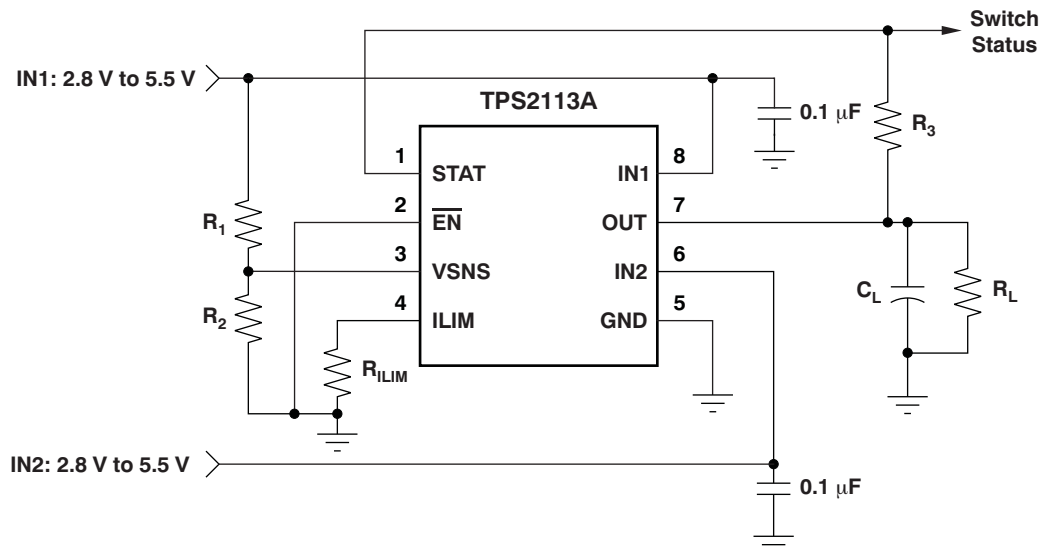 Switch
Status
IN1: 2.8 V to 5.5 V
TPS2113A
0.1 μF
R3
1
STAT
IN1
8
2
EN
OUT
7
R1
3
VSNS
IN2
6
R2
4
ILIM
GND
5
CL
RL
RILIM
IN2: 2.8 V to 5.5 V
0.1 μF